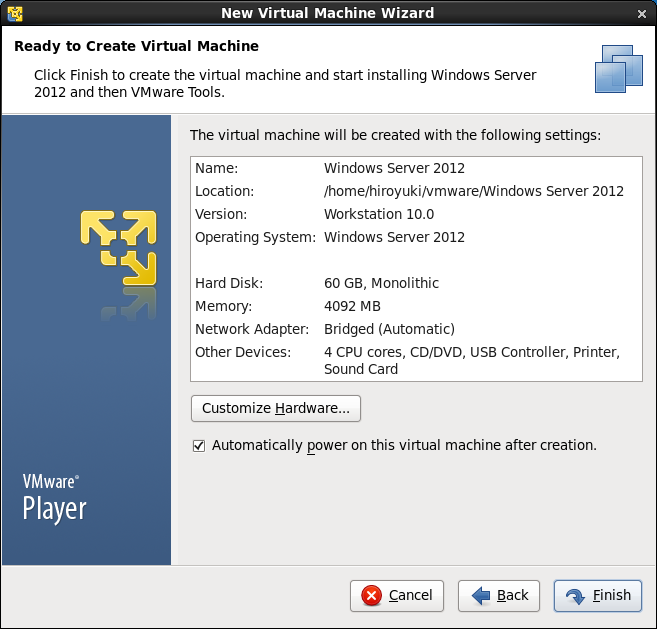 New Virtual Machine Wizard
Ready to Create Virtual Machine
Click Finish to create the virtual machine and start installing Windows Server
2012 and then VMware Tools.
The virtual machine will be created with the following settings:
Name: Windows Server 2012
Location: /home/hiroyuki/vmware/Windows Server 2012
Version: Workstation 10.0
Operating System: Windows Server 2012
Hard Disk: 60 GB, Monolithic
Memory: 4092 MB
Network Adapter: Bridged (Automatic)
Other Devices: 4 CPU cores, CD/DVD, USB Controller, Printer,
Sound Card
Customize Hardware...
Automatically power on this virtual machine after creation.
VMware®
Player
Cancel Back Finish